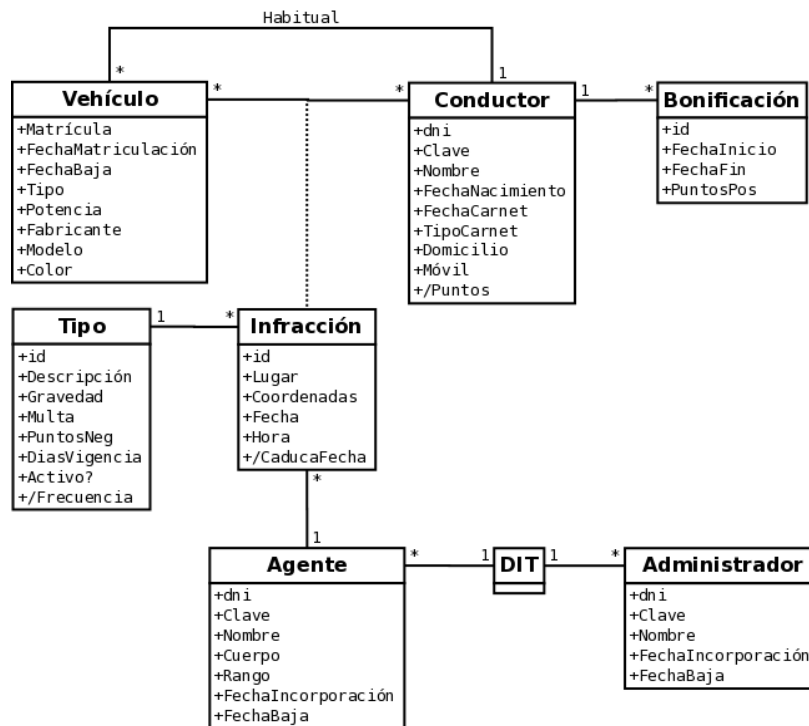 Habitual
* 1
Vehículo
* *
Conductor
1 *
Bonificación
+Matrícula
+FechaMatriculación
+FechaBaja
+Tipo
+Potencia
+Fabricante
+Modelo
+Color
+dni
+Clave
+Nombre
+FechaNacimiento
+FechaCarnet
+TipoCarnet
+Domicilio
+Móvil
+/Puntos
+id
+FechaInicio
+FechaFin
+PuntosPos
Tipo
1 *
Infracción
+id
+Descripción
+Gravedad
+Multa
+PuntosNeg
+DiasVigencia
+Activo?
+/Frecuencia
+id
+Lugar
+Coordenadas
+Fecha
+Hora
+/CaducaFecha
*
1
Agente
* 1
DIT
1 *
Administrador
+dni
+Clave
+Nombre
+Cuerpo
+Rango
+FechaIncorporación
+FechaBaja
+dni
+Clave
+Nombre
+FechaIncorporación
+FechaBaja